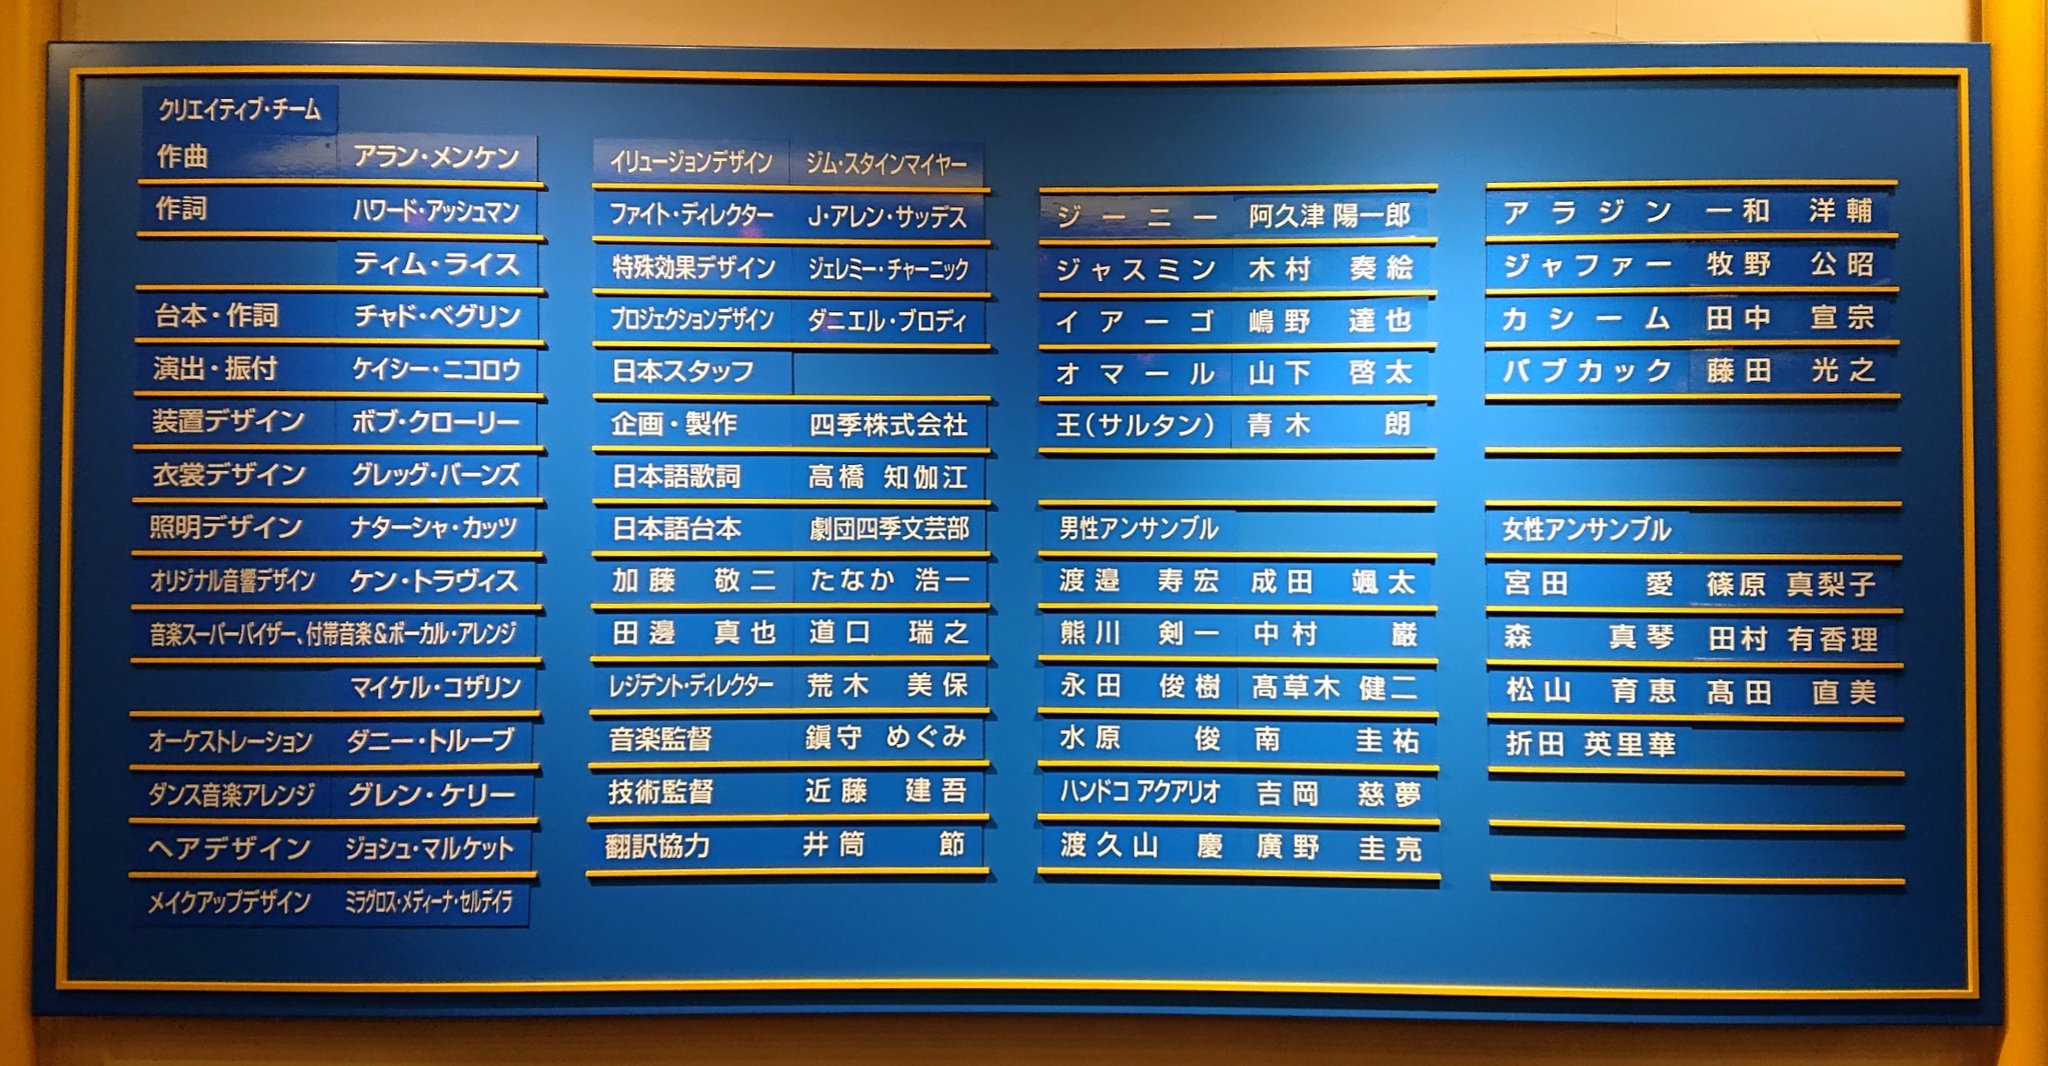 クリエイティブ・チーム
作曲 アラン・メンケン
作詞 ハワード・アッシュマン
ティム・ライス
台本・作詞 チャド・ベグリン
演出・振付 ケイシー・ニコロウ
装置デザイン ボブ・クローリー
衣裳デザイン グレッグ・バーンズ
照明デザイン ナターシャ・カッツ
オリジナル音響デザイン ケン・トラヴィス
音楽スーパーバイザー、付帯音楽&ボーカル・アレンジ
マイケル・コザリン
オーケストレーション ダニー・トルーブ
ダンス音楽アレンジ グレン・ケリー
ヘアデザイン ジョシュ・マルケット
メイクアップデザイン ミラグロス・メディーナ・セルデイラ
イリュージョンデザイン ジム・スタインマイヤー
ファイト・ディレクター J・アレン・サッデス
特殊効果デザイン ジェレミー・チャーニック
プロジェクションデザイン ダニエル・ブロディ
日本スタッフ
企画・製作 四季株式会社
日本語歌詞 高橋 知伽江
日本語台本 劇団四季文芸部
加藤 敬二 たなか 浩一
田邊 真也 道口 瑞之
レジデント・ディレクター 荒木 美保
音楽監督 鎭守 めぐみ
技術監督 近藤 建吾
翻訳協力 井筒 節
ジーニー 阿久津 陽一郎
ジャスミン 木村 奏絵
イアーゴ 嶋野 達也
オマール 山下 啓太
王(サルタン) 青木 朗
男性アンサンブル
渡邉 寿宏 成田 颯太
熊川 剣一 中村 巌
永田 俊樹 髙草木 健二
水原 俊 南 圭祐
ハンドコ アクアリオ 吉岡 慈夢
渡久山 慶 廣野 圭亮
アラジン 一和 洋輔
ジャファー 牧野 公昭
カシーム 田中 宣宗
バブカック 藤田 光之
女性アンサンブル
宮田 愛 篠原 真梨子
森 真琴 田村 有香理
松山 育恵 髙田 直美
折田 英里華